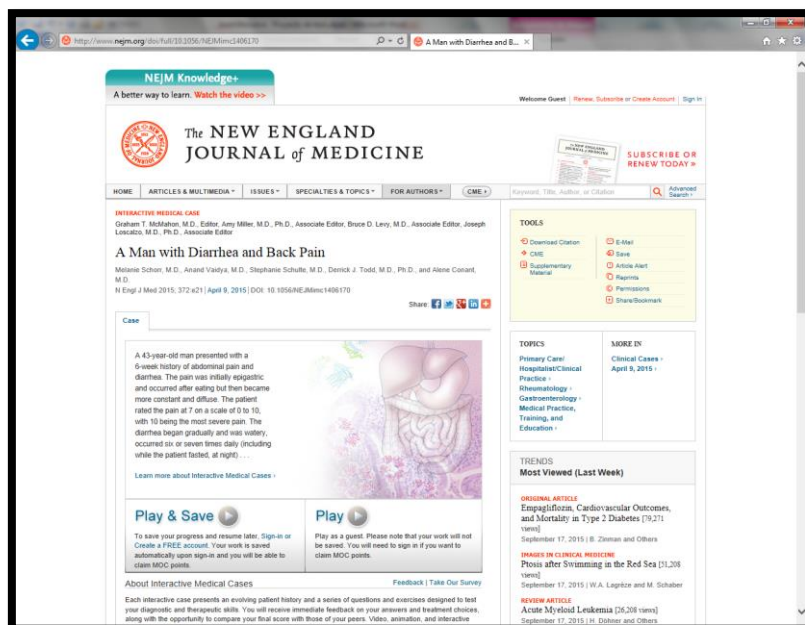 http://www.nejm.org/doi/full/10.1056/NEJMimc1406170
A Man with Diarrhea and B...
NEJM Knowledge+
A better way to learn. Watch the video >>
Welcome Guest | Renew, Subscribe or Create Account | Sign In
The NEW ENGLAND
JOURNAL of MEDICINE
SUBSCRIBE OR
RENEW TODAY »
HOME
ARTICLES & MULTIMEDIA
ISSUES
SPECIALTIES & TOPICS
FOR AUTHORS
CME ›
Keyword, Title, Author, or Citation
Advanced
Search ›
INTERACTIVE MEDICAL CASE
Graham T. McMahon, M.D., Editor, Amy Miller, M.D., Ph.D., Associate Editor, Bruce D. Levy, M.D., Associate Editor, Joseph
Loscalzo, M.D., Ph.D., Associate Editor
A Man with Diarrhea and Back Pain
Melanie Schorr, M.D., Anand Vaidya, M.D., Stephanie Schulte, M.D., Derrick J. Todd, M.D., Ph.D., and Alene Conant,
M.D.
N Engl J Med 2015; 372:e21 | April 9, 2015 | DOI: 10.1056/NEJMimc1406170
Share:
Case
A 43-year-old man presented with a
6-week history of abdominal pain and
diarrhea. The pain was initially epigastric
and occurred after eating but then became
more constant and diffuse. The patient
rated the pain at 7 on a scale of 0 to 10,
with 10 being the most severe pain. The
diarrhea began gradually and was watery,
occurred six or seven times daily (including
while the patient fasted, at night) . . .
Learn more about Interactive Medical Cases ›
Play & Save
To save your progress and resume later, Sign-in or
Create a FREE account. Your work is saved
automatically upon sign-in and you will be able to
claim MOC points.
Play
Play as a guest. Please note that your work will not
be saved. You will need to sign in if you want to
claim MOC points.
About Interactive Medical Cases
Feedback | Take Our Survey
Each interactive case presents an evolving patient history and a series of questions and exercises designed to test
your diagnostic and therapeutic skills. You will receive immediate feedback on your answers and treatment choices,
along with the opportunity to compare your final score with those of your peers. Video, animation, and interactive
TOOLS
Download Citation
CME
Supplementary
Material
E-Mail
Save
Article Alert
Reprints
Permissions
Share/Bookmark
TOPICS
Primary Care/
Hospitalist/Clinical
Practice ›
Rheumatology ›
Gastroenterology ›
Medical Practice,
Training, and
Education ›
MORE IN
Clinical Cases ›
April 9, 2015 ›
TRENDS
Most Viewed (Last Week)
ORIGINAL ARTICLE
Empagliflozin, Cardiovascular Outcomes,
and Mortality in Type 2 Diabetes [79,271
views]
September 17, 2015 | B. Zinman and Others
IMAGES IN CLINICAL MEDICINE
Ptosis after Swimming in the Red Sea [51,208
views]
September 17, 2015 | W.A. Lagrèze and M. Schaber
REVIEW ARTICLE
Acute Myeloid Leukemia [26,208 views]
September 17, 2015 | H. Döhner and Others